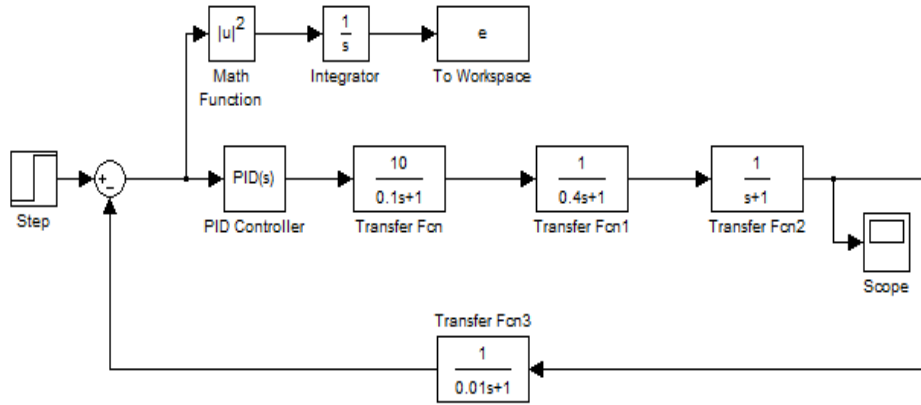 |u|²
1
s
e
Math
Function
Integrator
To Workspace
Step
+
−
PID(s)
PID Controller
10
0.1s+1
Transfer Fcn
1
0.4s+1
Transfer Fcn1
1
s+1
Transfer Fcn2
Scope
Transfer Fcn3
1
0.01s+1